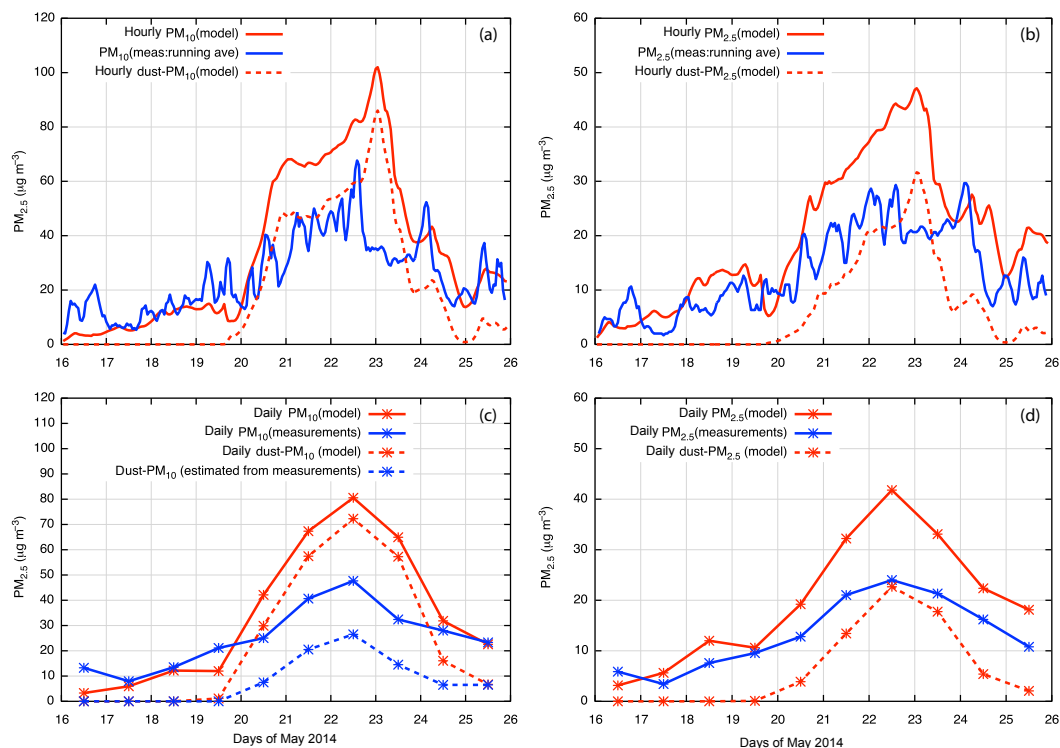 (a)
Hourly PM10(model)
PM10(meas:running ave)
Hourly dust-PM10(model)
PM2.5 (μg m−3)
120
100
80
60
40
20
0
16 17 18 19 20 21 22 23 24 25 26
(b)
Hourly PM2.5(model)
PM2.5(meas:running ave)
Hourly dust-PM2.5(model)
PM2.5 (μg m−3)
60
50
40
30
20
10
0
16 17 18 19 20 21 22 23 24 25 26
(c)
Daily PM10(model)
Daily PM10(measurements)
Daily dust-PM10 (model)
Dust-PM10 (estimated from measurements)
PM2.5 (μg m−3)
120
110
100
90
80
70
60
50
40
30
20
10
0
16 17 18 19 20 21 22 23 24 25 26
Days of May 2014
(d)
Daily PM2.5(model)
Daily PM2.5(measurements)
Daily dust-PM2.5 (model)
PM2.5 (μg m−3)
60
50
40
30
20
10
0
16 17 18 19 20 21 22 23 24 25 26
Days of May 2014